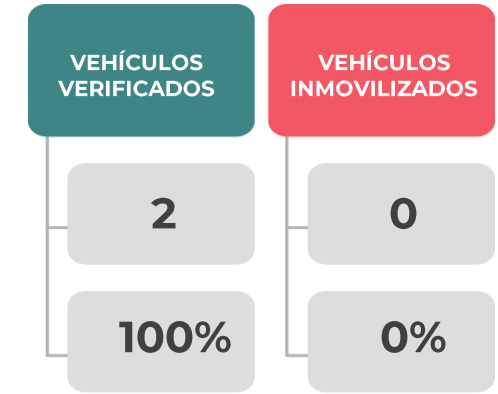 VEHÍCULOS
VERIFICADOS
2
100%
VEHÍCULOS
INMOVILIZADOS
0
0%